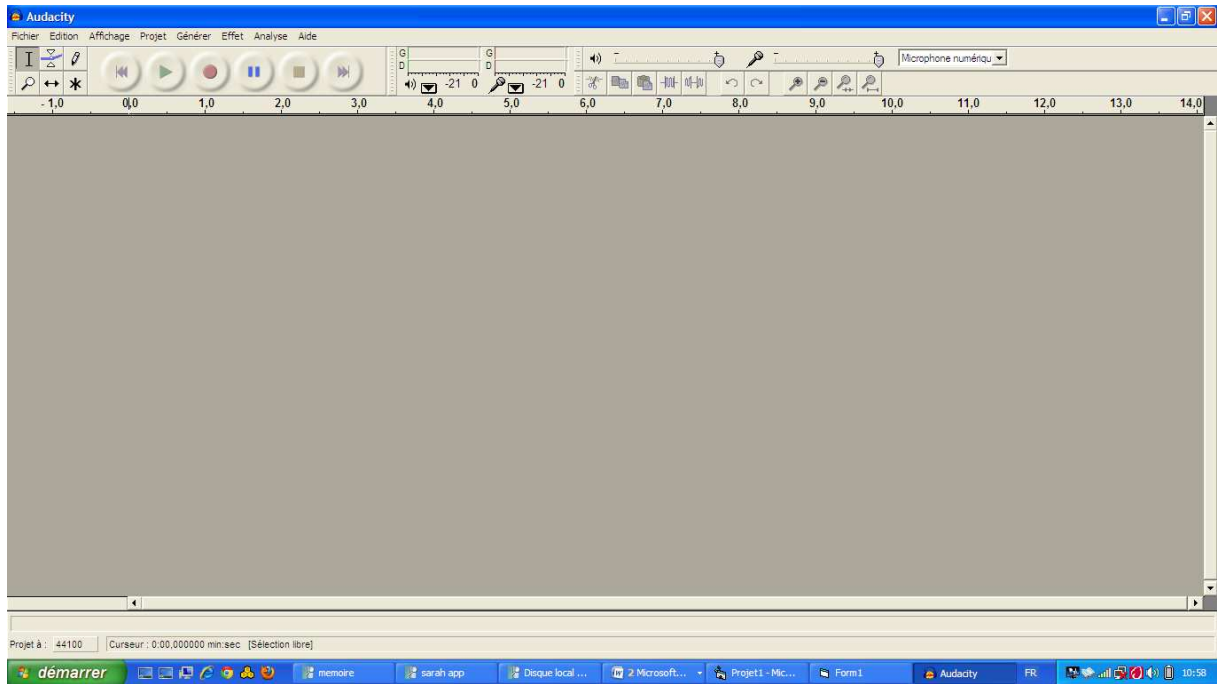 Audacity
Fichier Edition Affichage Projet Générer Effet Analyse Aide
G G
D D
-21 0 -21 0
Microphone numériqu
- 1,0 0,0 1,0 2,0 3,0 4,0 5,0 6,0 7,0 8,0 9,0 10,0 11,0 12,0 13,0 14,0
Projet à : 44100 Curseur : 0:00,000000 min:sec [Sélection libre]
démarrer memoire sarah app Disque local ... 2 Microsoft... Projet1 - Mic... Form1 Audacity FR 10:58